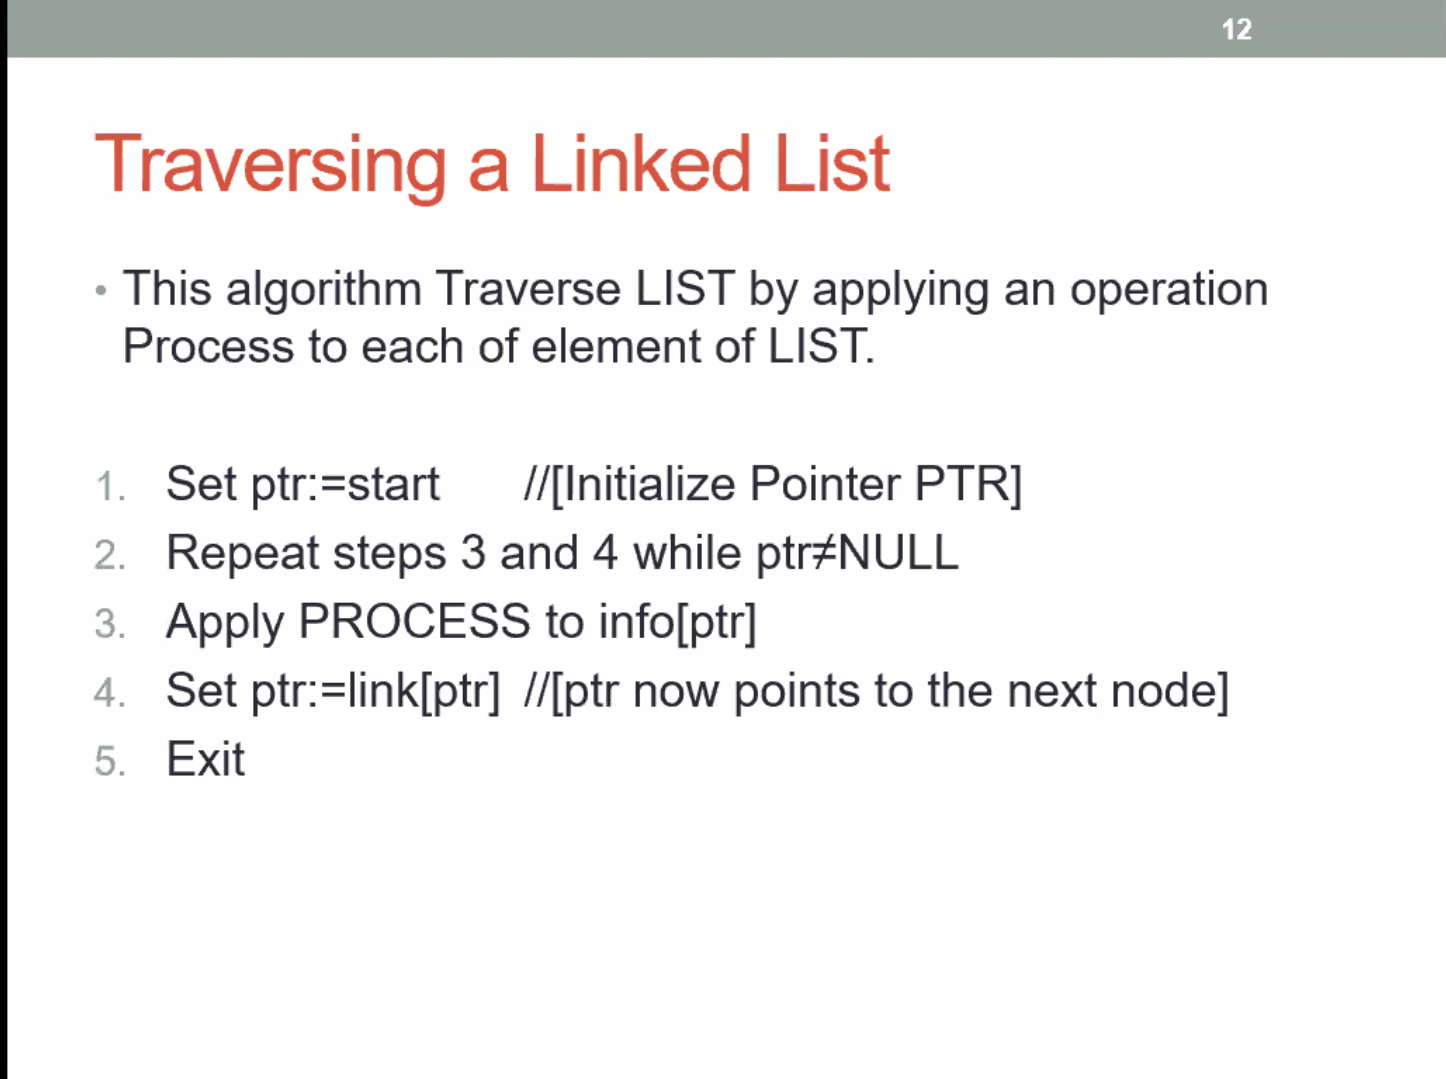 12
Traversing a Linked List
• This algorithm Traverse LIST by applying an operation
Process to each of element of LIST.
1. Set ptr:=start //[Initialize Pointer PTR]
2. Repeat steps 3 and 4 while ptr≠NULL
3. Apply PROCESS to info[ptr]
4. Set ptr:=link[ptr] //[ptr now points to the next node]
5. Exit